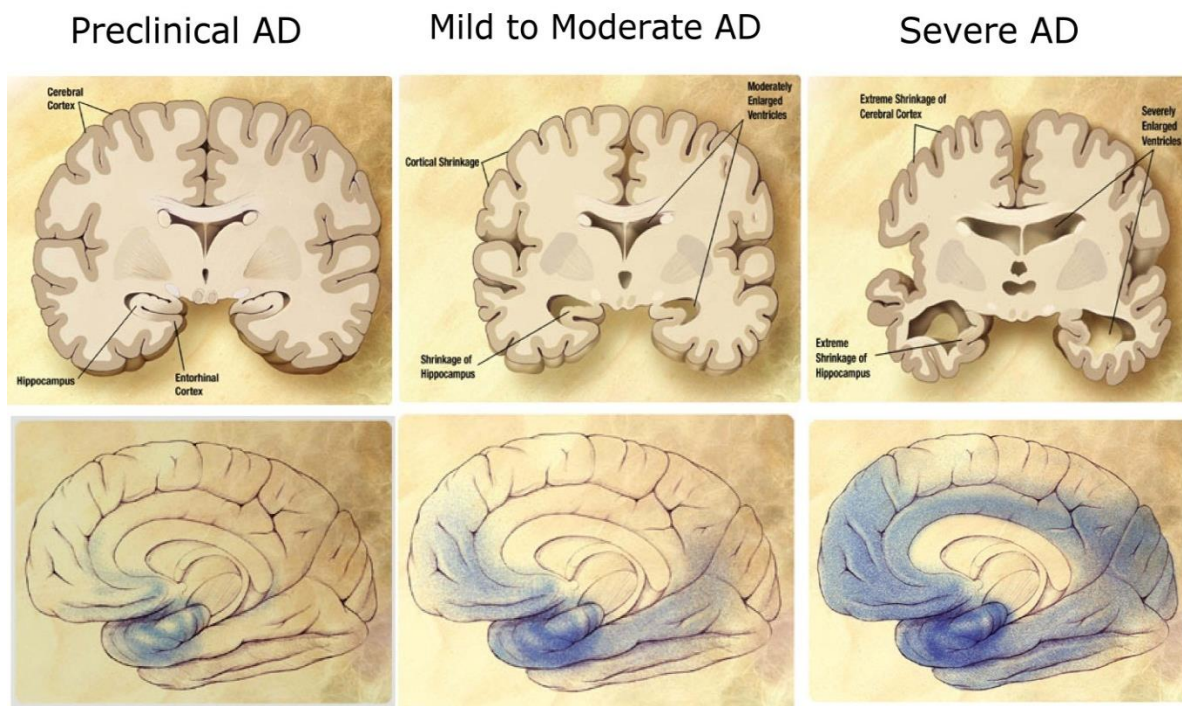 Preclinical AD
Mild to Moderate AD
Severe AD
Cerebral
Cortex
Hippocampus
Entorhinal
Cortex
Moderately
Enlarged
Ventricles
Cortical Shrinkage
Shrinkage of
Hippocampus
Extreme Shrinkage of
Cerebral Cortex
Severely
Enlarged
Ventricles
Extreme
Shrinkage of
Hippocampus